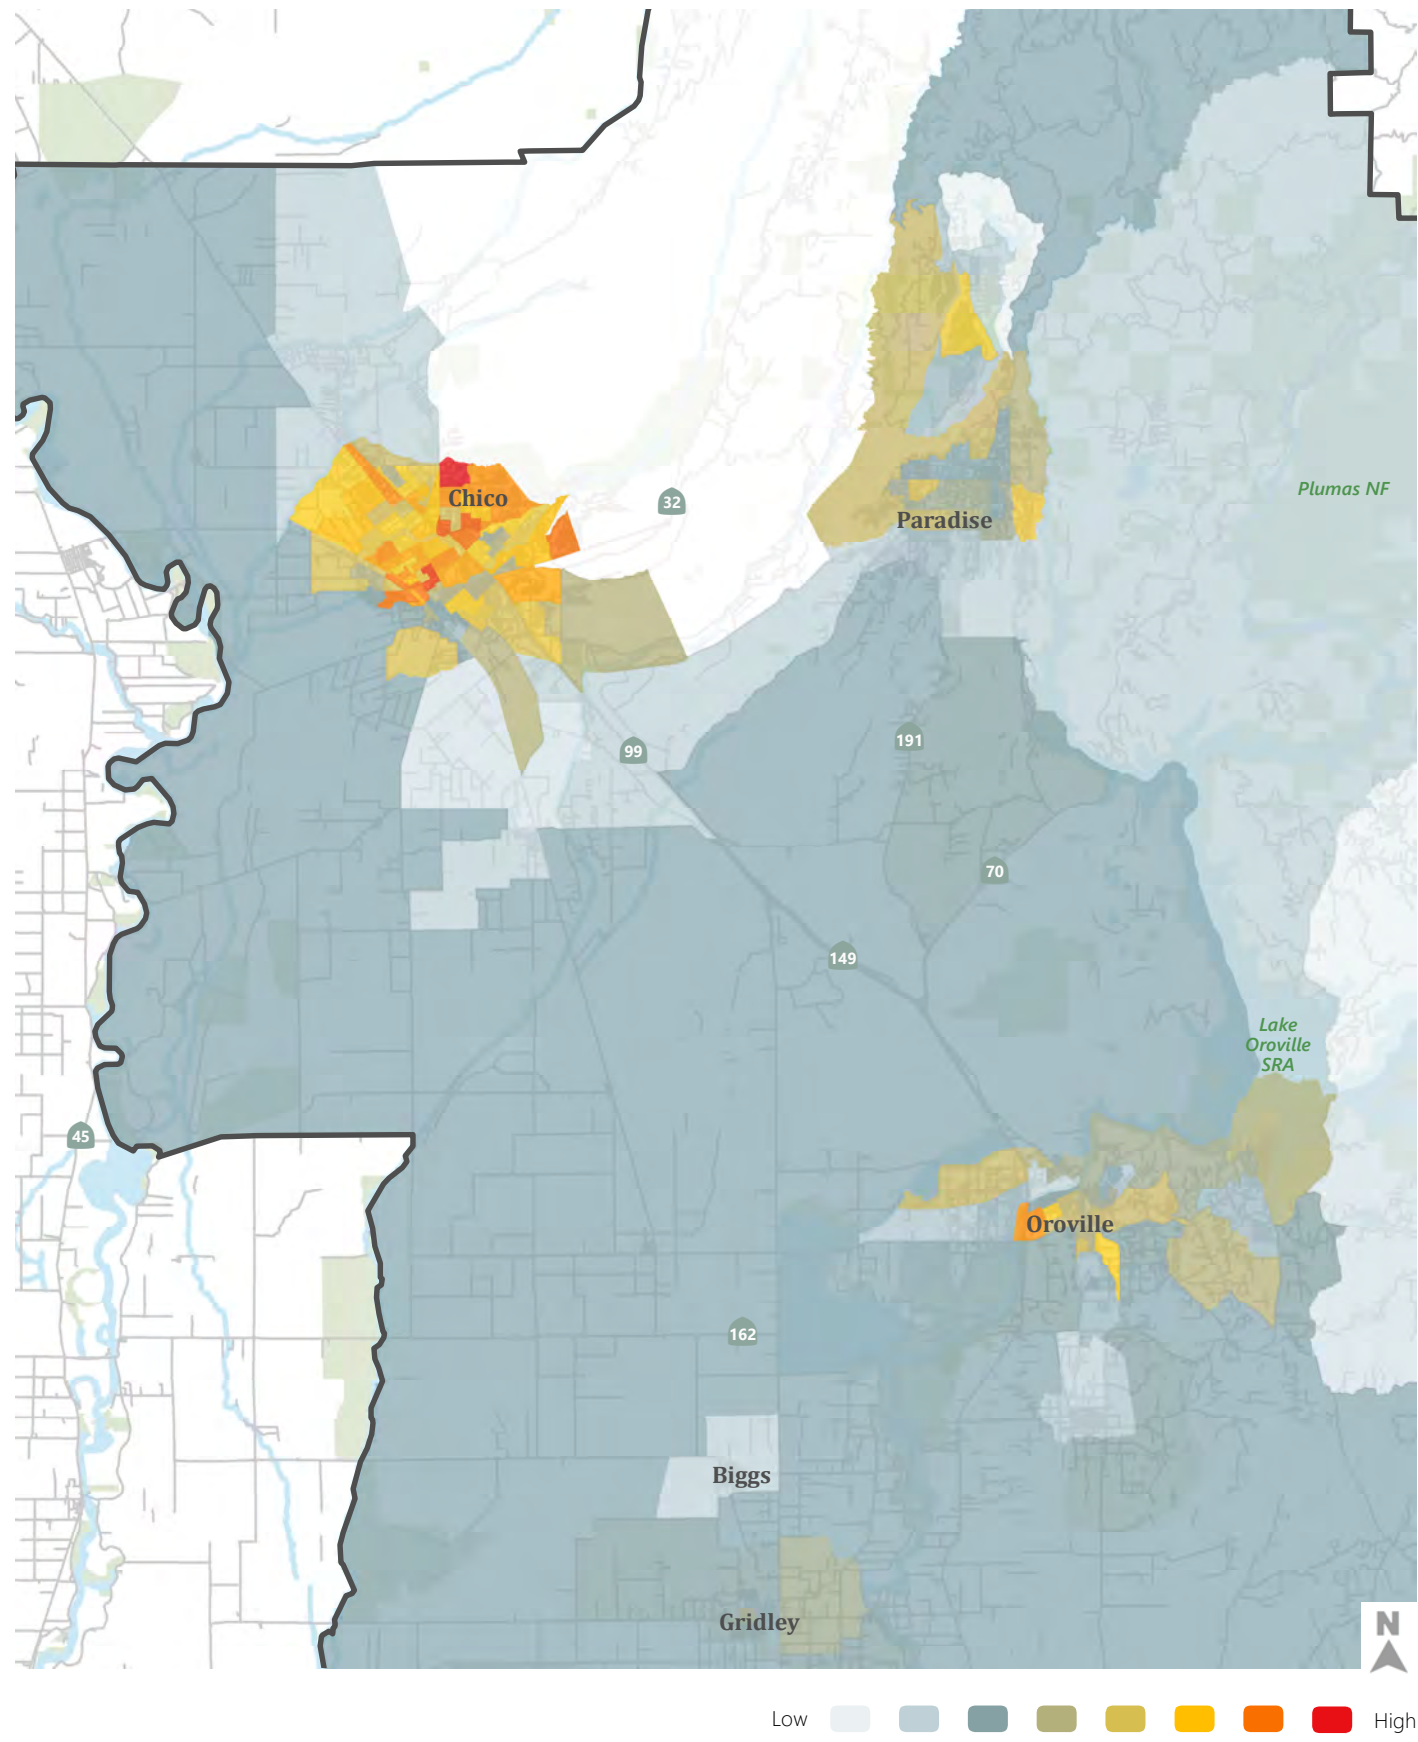 Plumas NF
Chico
32
Paradise
99
191
70
149
Lake
Oroville
SRA
45
Oroville
162
Biggs
Gridley
N
Low
High